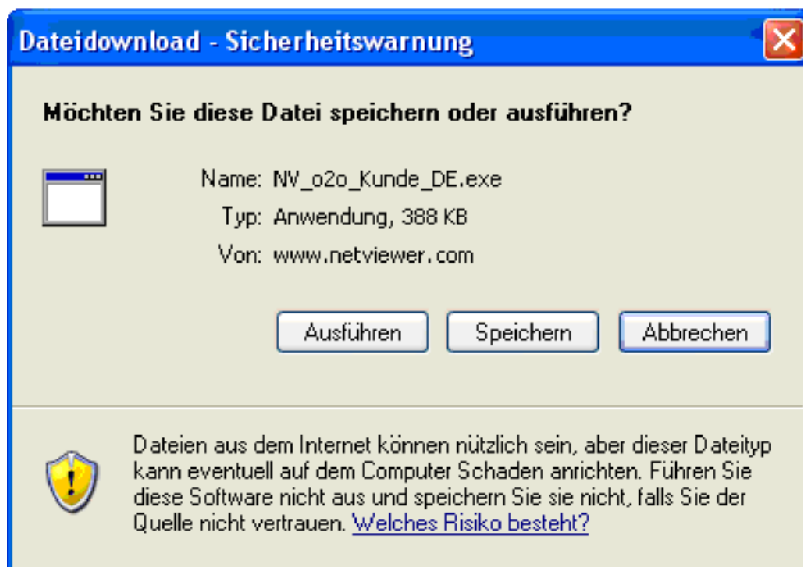 Dateidownload - Sicherheitswarnung
Möchten Sie diese Datei speichern oder ausführen?
Name: NV_o2o_Kunde_DE.exe
Typ: Anwendung, 388 KB
Von: www.netviewer.com
Ausführen Speichern Abbrechen
Dateien aus dem Internet können nützlich sein, aber dieser Dateityp
kann eventuell auf dem Computer Schaden anrichten. Führen Sie
diese Software nicht aus und speichern Sie sie nicht, falls Sie der
Quelle nicht vertrauen. Welches Risiko besteht?